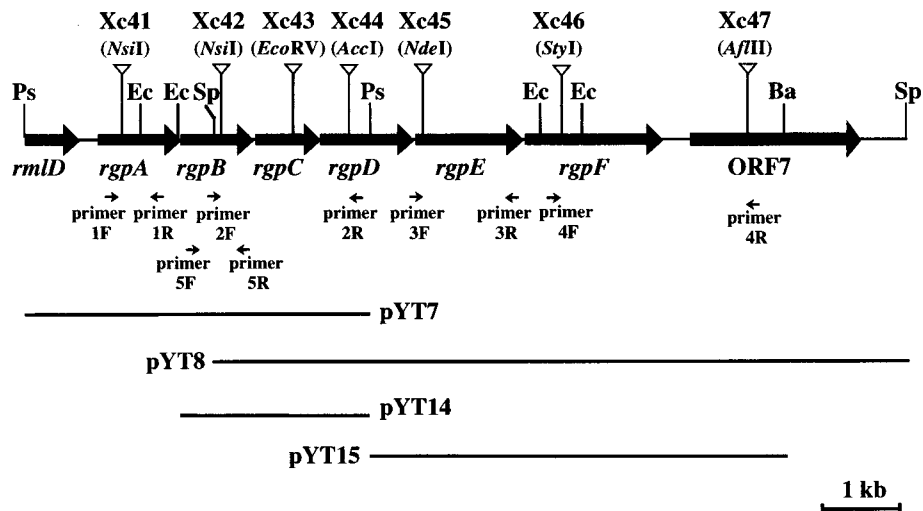 Xc41 Xc42 Xc43 Xc44 Xc45 Xc46 Xc47
(NsiI) (NsiI) (EcoRV) (AccI) (NdeI) (StyI) (AflII)
Ps Ec Ec Sp Ps Ec Ec Ba Sp
rmlD rgpA rgpB rgpC rgpD rgpE rgpF ORF7
primer 1F
primer 1R
primer 2F
primer 2R
primer 3F
primer 3R
primer 4F
primer 4R
primer 5F
primer 5R
pYT7
pYT8
pYT14
pYT15
1 kb